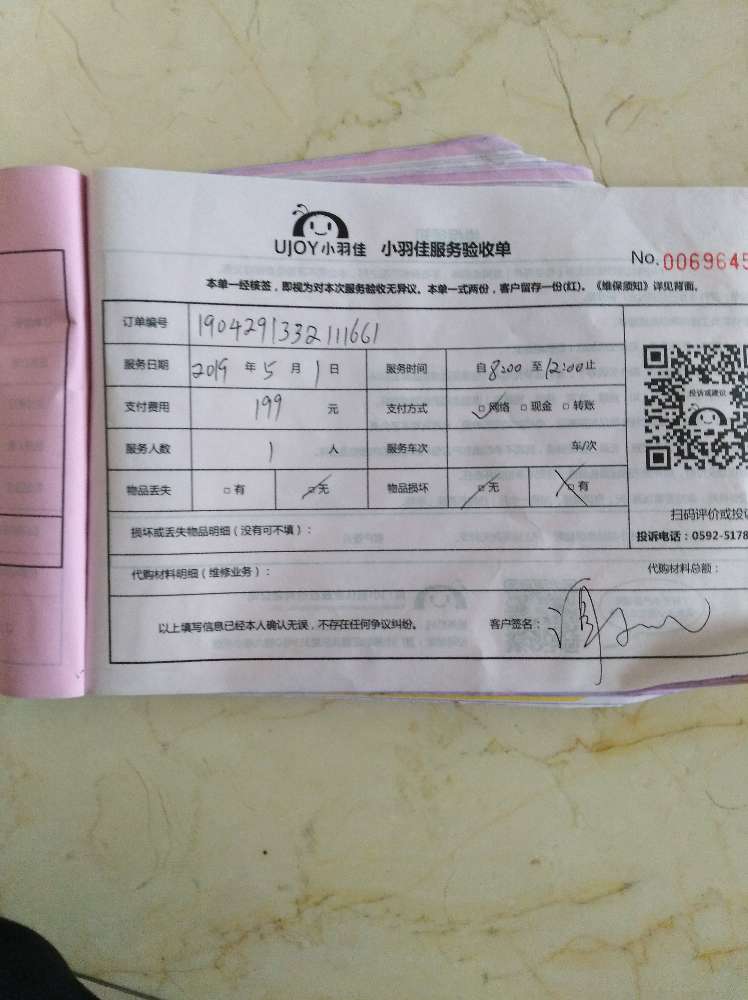 UJOY小羽佳 小羽佳服务验收单
No. 0069645
本单一经核签，即视为对本次服务验收无异议。本单一式两份，客户留存一份(红)。《维保须知》详见背面。
订单编号 1904291332111661
服务日期 2019 年 5 月 1 日 服务时间 自 8:00 至 12:00 止
投诉或建议
支付费用 199 元 支付方式 □网络 □现金 □转账
服务人数 1 人 服务车次 车/次
物品丢失 □有 □无 物品损坏 □无 □有
扫码评价或投
损坏或丢失物品明细（没有可不填）：
投诉电话：0592-5178
代购材料明细（维修业务）： 代购材料总额：
以上填写信息已经本人确认无误，不存在任何争议纠纷。 客户签名：